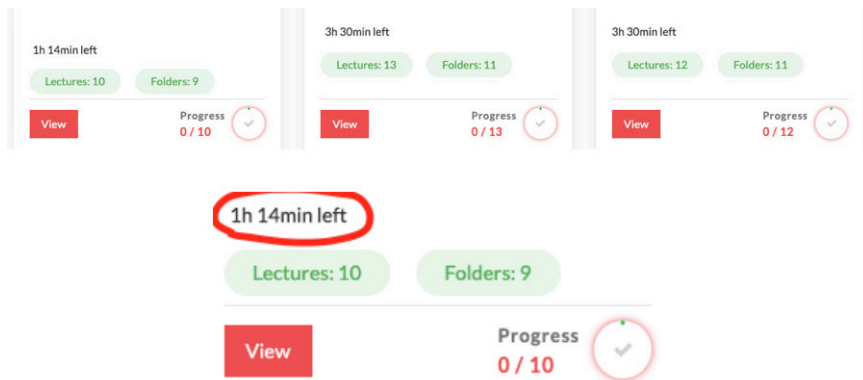 1h 14min left
Lectures: 10 Folders: 9
View Progress
0 / 10
3h 30min left
Lectures: 13 Folders: 11
View Progress
0 / 13
3h 30min left
Lectures: 12 Folders: 11
View Progress
0 / 12
1h 14min left
Lectures: 10 Folders: 9
View Progress
0 / 10